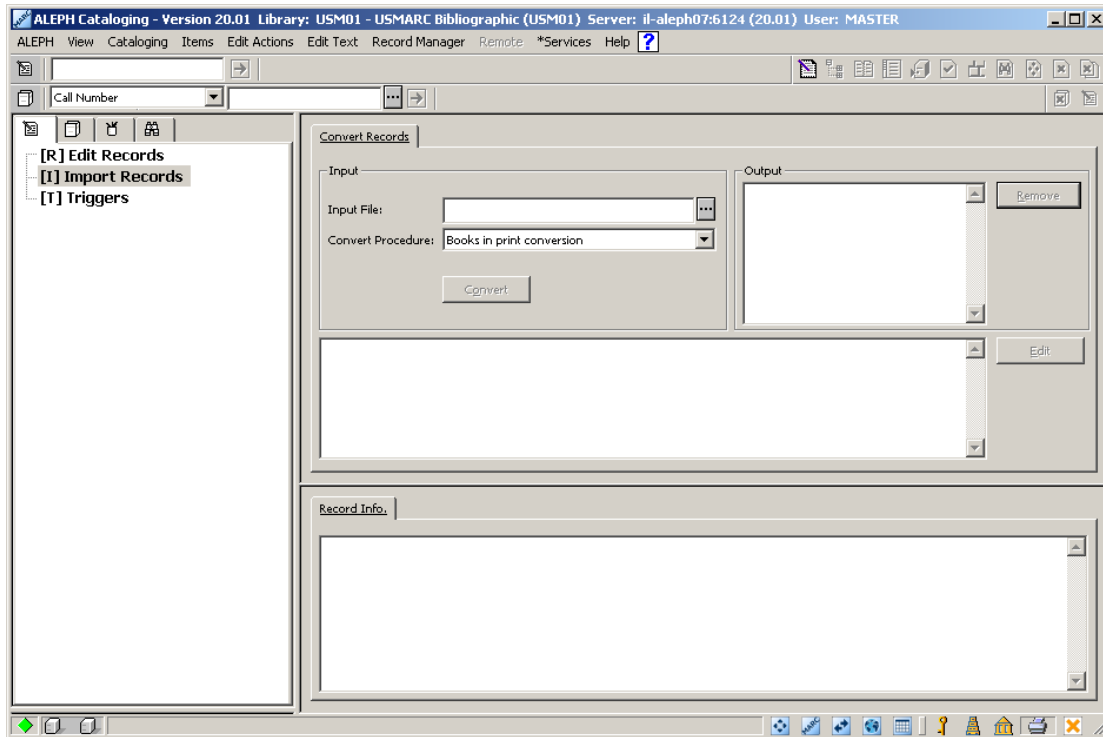 ALEPH Cataloging - Version 20.01 Library: USM01 - USMARC Bibliographic (USM01) Server: il-aleph07:6124 (20.01) User: MASTER
ALEPH View Cataloging Items Edit Actions Edit Text Record Manager Remote *Services Help ?
Call Number
[R] Edit Records
[I] Import Records
[T] Triggers
Convert Records
Input
Input File:
Convert Procedure: Books in print conversion
Convert
Output
Remove
Edit
Record Info.